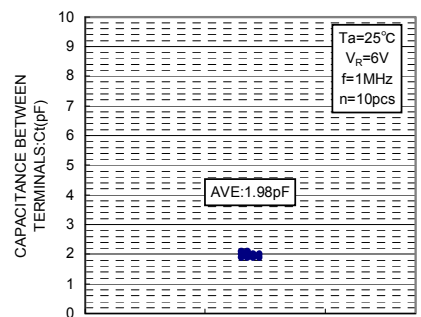 CAPACITANCE BETWEEN
TERMINALS:Ct(pF)
10
9
8
7
6
5
4
3
2
1
0
Ta=25°C
VR=6V
f=1MHz
n=10pcs
AVE:1.98pF